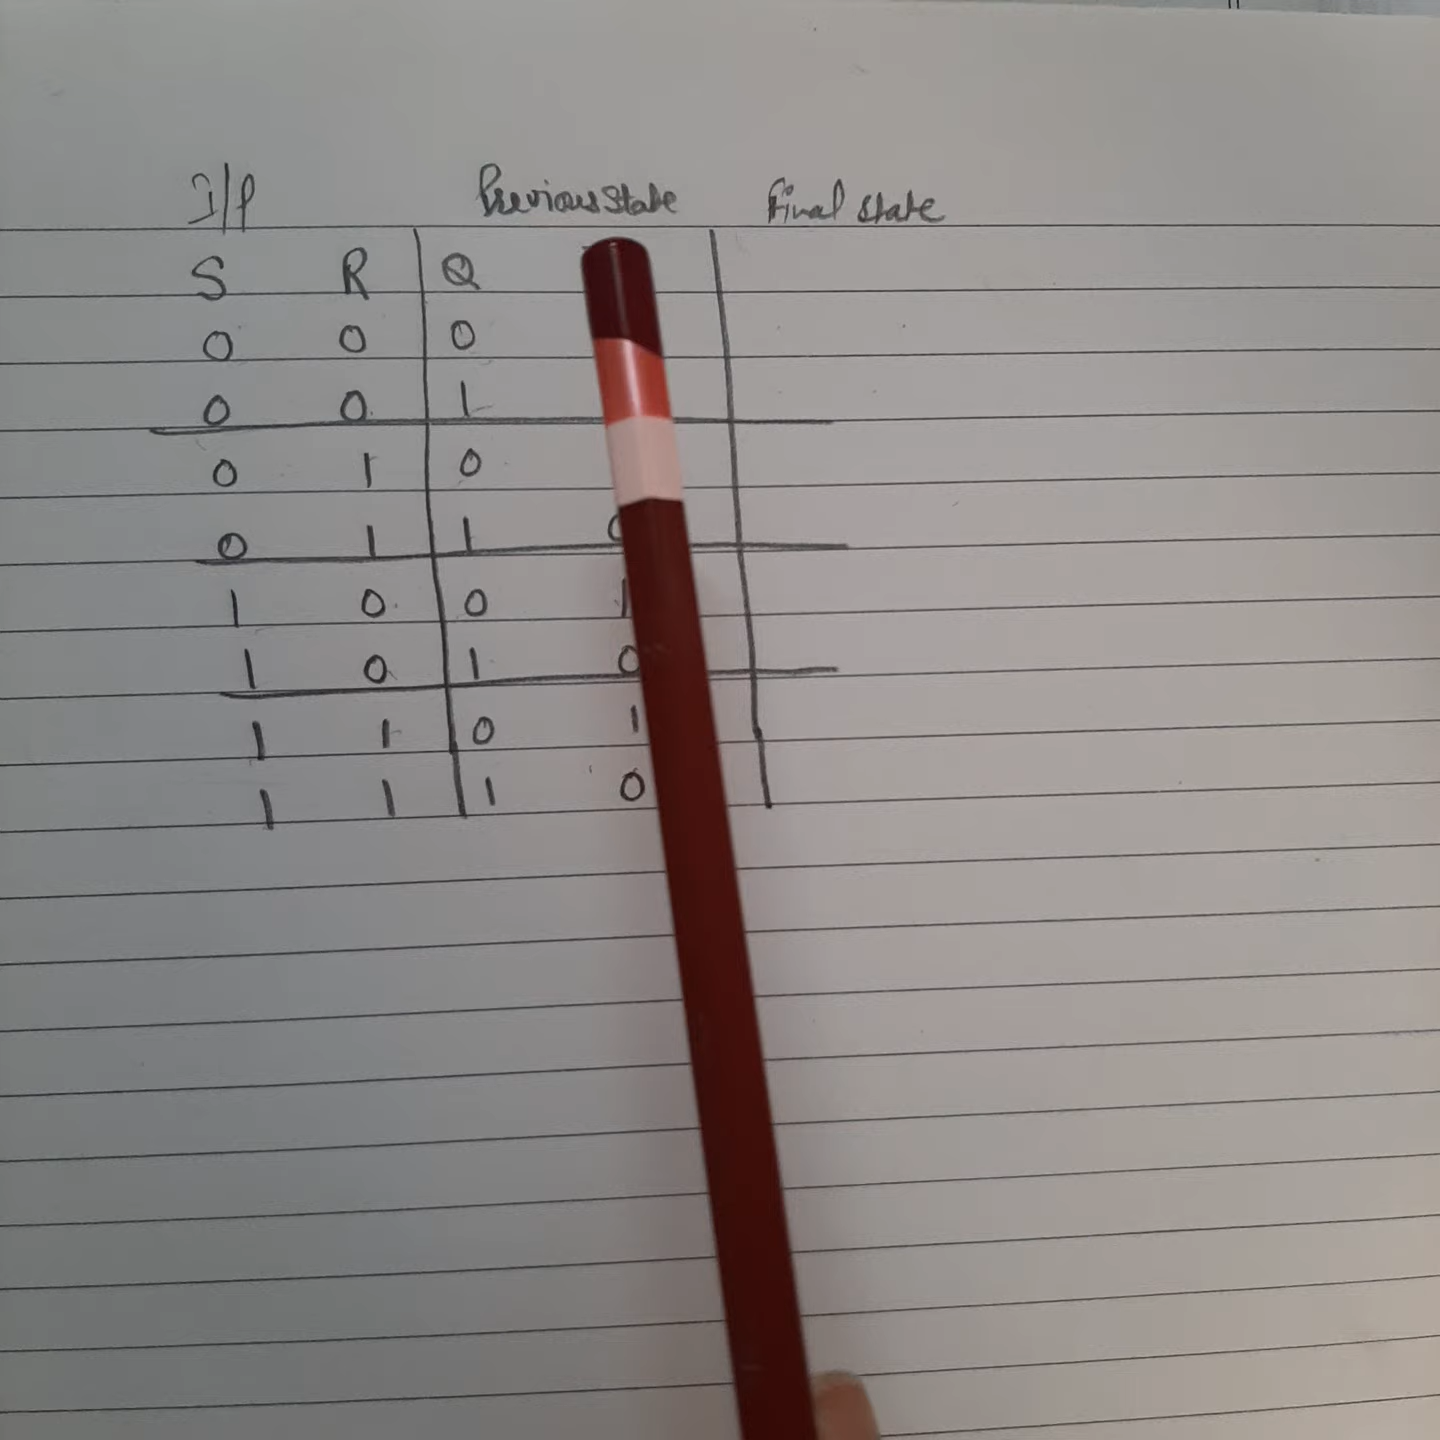 I/P Previous state Final state
S R Q
0 0 0
0 0 1
0 1 0
0 1 1
1 0 0 1
1 0 1 0
1 1 0 1
1 1 1 0